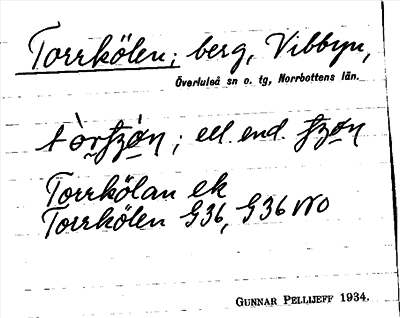 Torrkölen; berg, Vibbyn,
Överluleå sn o. tg, Norrbottens län.
; ell. end.
Torrkölan ek
Torrkölen G36, G36 NO
GUNNAR PELLIJEFF 1934.